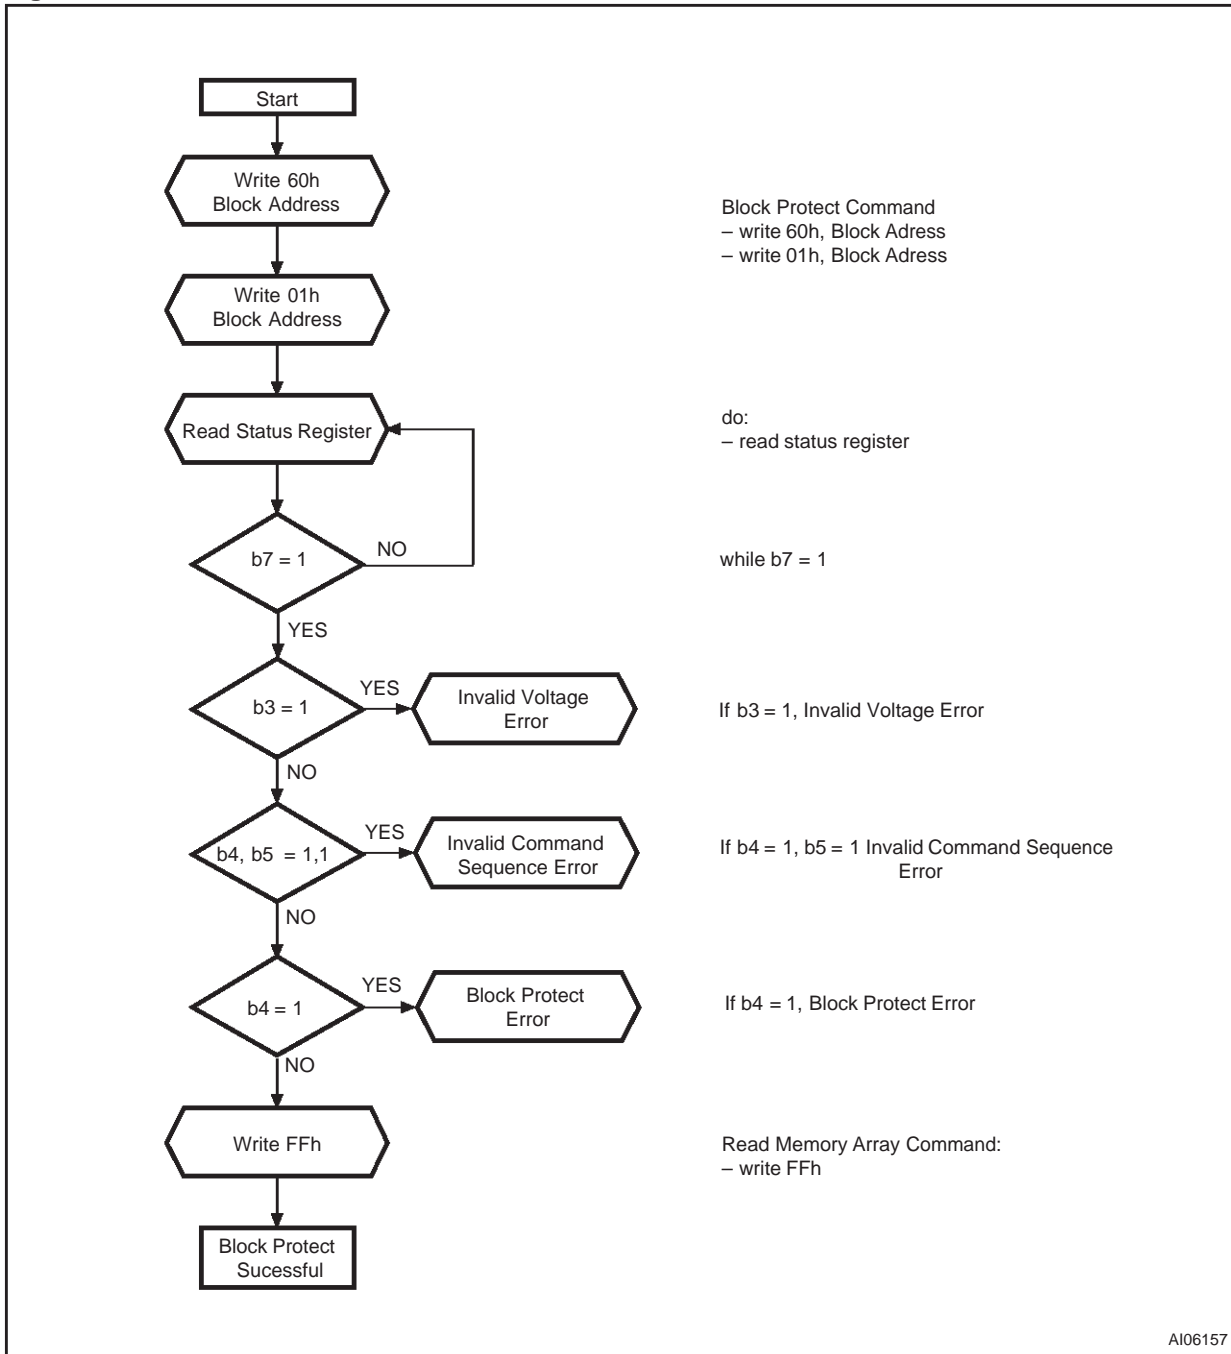 Start
Write 60h
Block Address
Block Protect Command
– write 60h, Block Adress
– write 01h, Block Adress
Write 01h
Block Address
Read Status Register
do:
– read status register
b7 = 1
NO
while b7 = 1
YES
b3 = 1
YES
Invalid Voltage
Error
If b3 = 1, Invalid Voltage Error
NO
b4, b5 = 1,1
YES
Invalid Command
Sequence Error
If b4 = 1, b5 = 1 Invalid Command Sequence
Error
NO
b4 = 1
YES
Block Protect
Error
If b4 = 1, Block Protect Error
NO
Write FFh
Read Memory Array Command:
– write FFh
Block Protect
Sucessful
AI06157